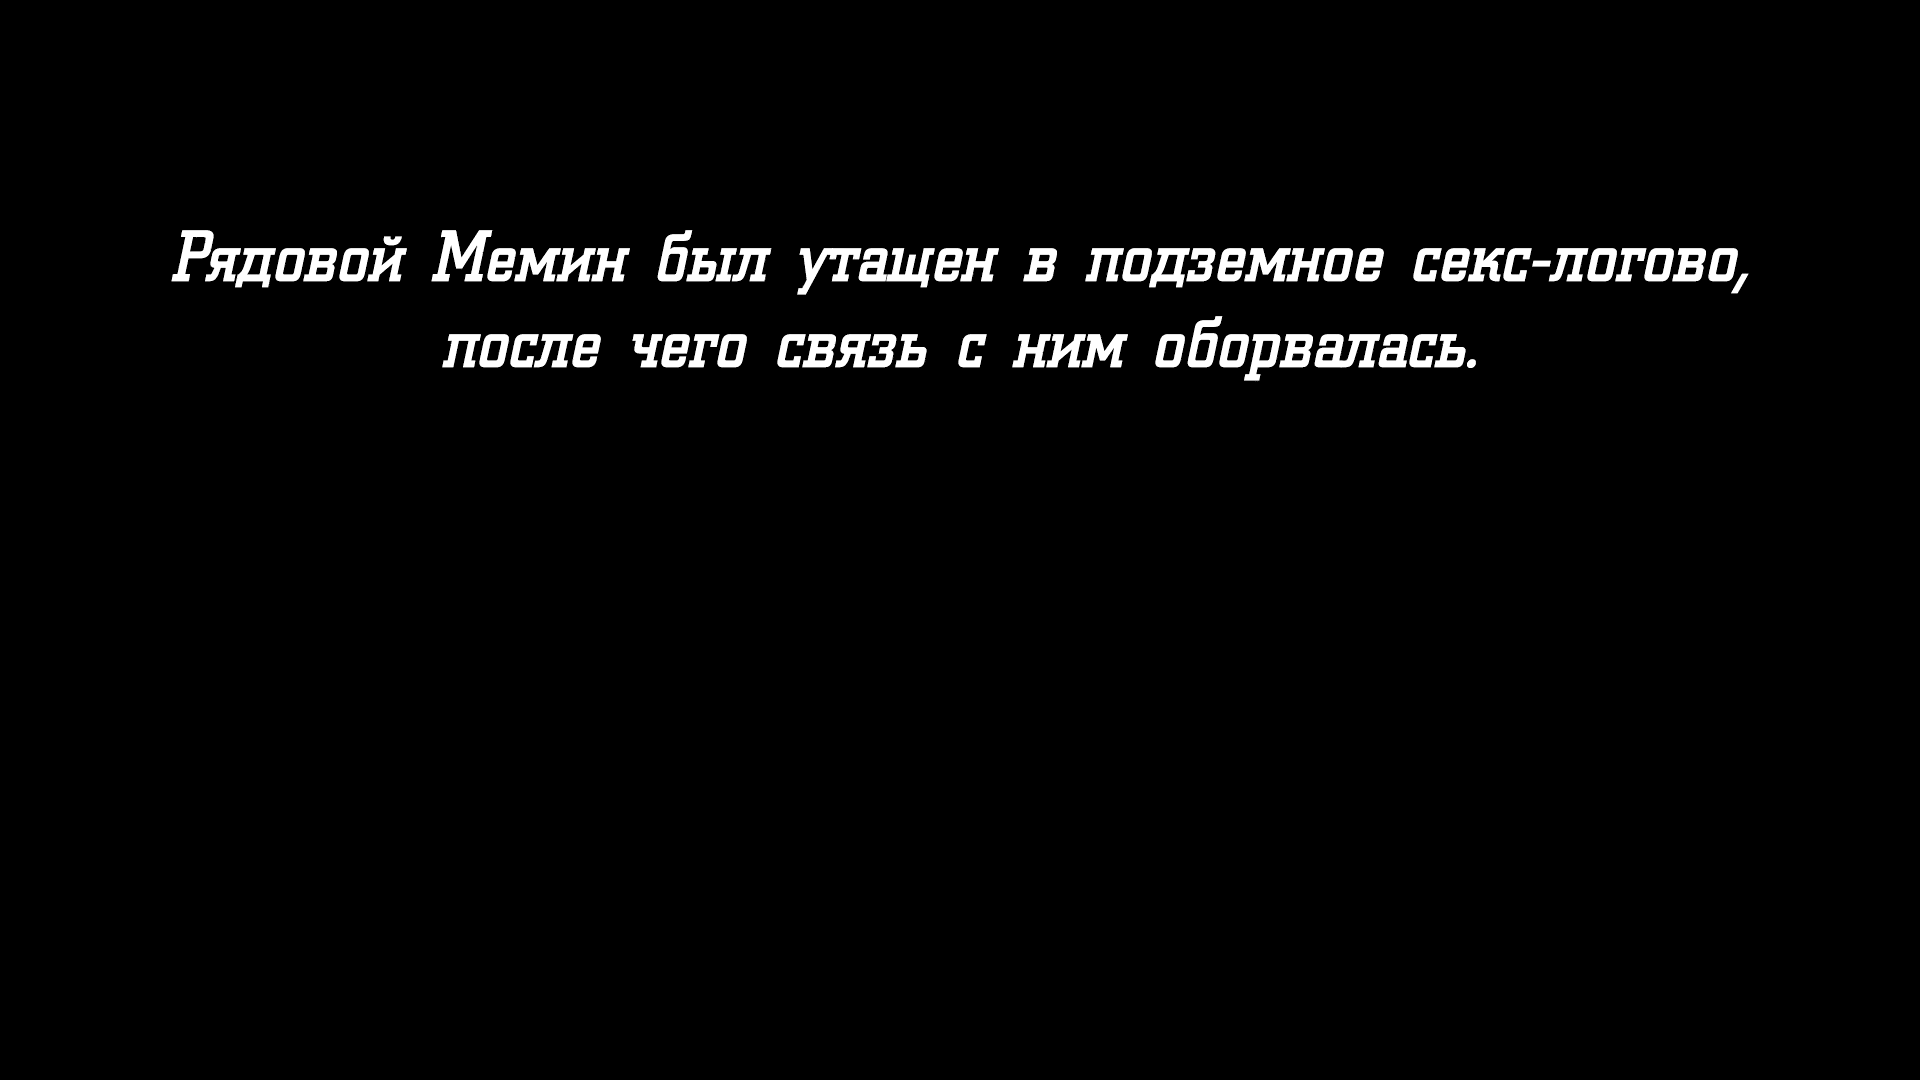 Рядовой Мемин был утащен в подземное секс-логово,
после чего связь с ним оборвалась.